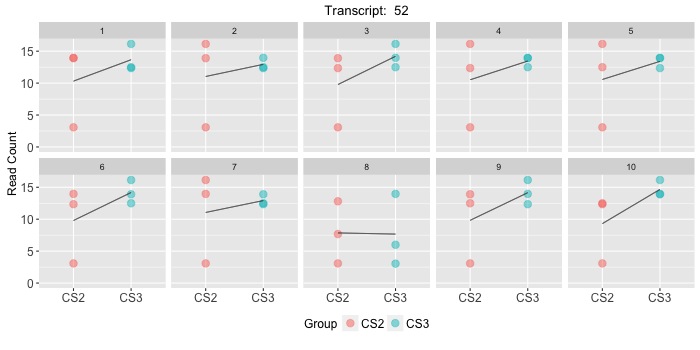 Transcript: 52
1 2 3 4 5
15
10
5
0
6 7 8 9 10
15
10
5
0
Read Count
CS2 CS3 CS2 CS3 CS2 CS3 CS2 CS3 CS2 CS3
Group CS2 CS3